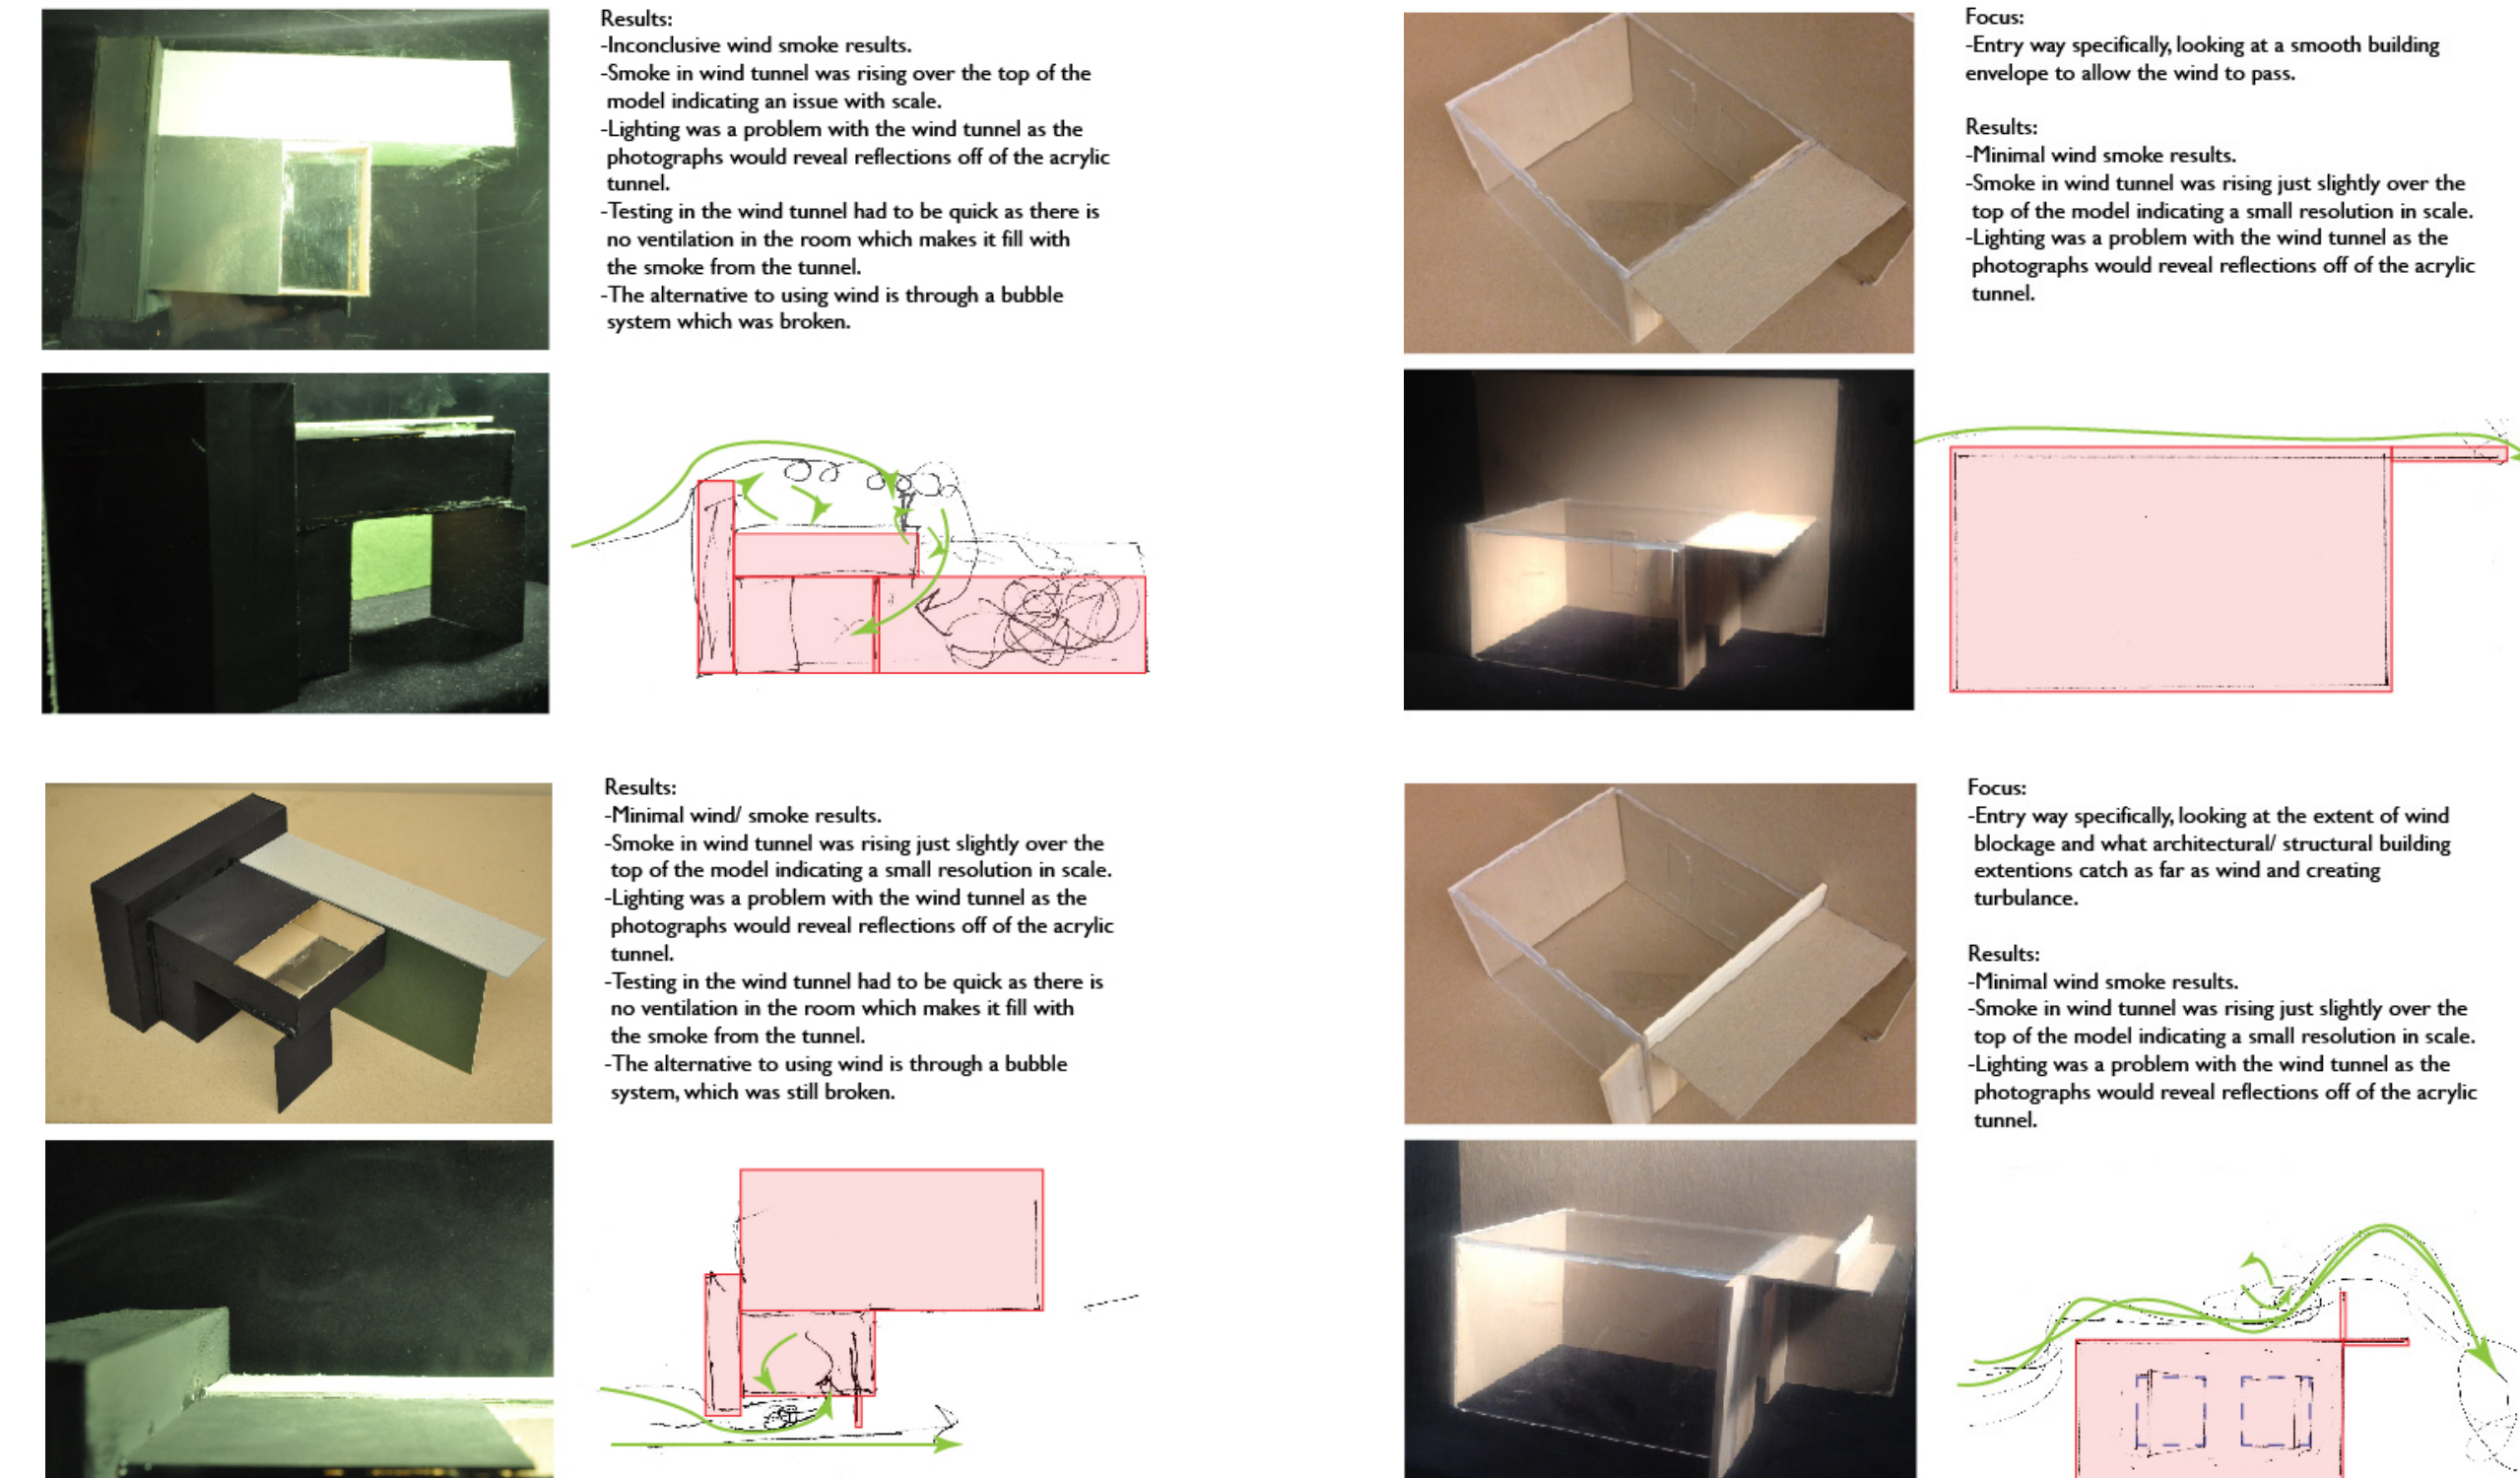 Results:
-Inconclusive wind smoke results.
-Smoke in wind tunnel was rising over the top of the
model indicating an issue with scale.
-Lighting was a problem with the wind tunnel as the
photographs would reveal reflections off of the acrylic
tunnel.
-Testing in the wind tunnel had to be quick as there is
no ventilation in the room which makes it fill with
the smoke from the tunnel.
-The alternative to using wind is through a bubble
system which was broken.
Focus:
-Entry way specifically, looking at a smooth building
envelope to allow the wind to pass.
Results:
-Minimal wind smoke results.
-Smoke in wind tunnel was rising just slightly over the
top of the model indicating a small resolution in scale.
-Lighting was a problem with the wind tunnel as the
photographs would reveal reflections off of the acrylic
tunnel.
Results:
-Minimal wind/ smoke results.
-Smoke in wind tunnel was rising just slightly over the
top of the model indicating a small resolution in scale.
-Lighting was a problem with the wind tunnel as the
photographs would reveal reflections off of the acrylic
tunnel.
-Testing in the wind tunnel had to be quick as there is
no ventilation in the room which makes it fill with
the smoke from the tunnel.
-The alternative to using wind is through a bubble
system, which was still broken.
Focus:
-Entry way specifically, looking at the extent of wind
blockage and what architectural/ structural building
extentions catch as far as wind and creating
turbulance.
Results:
-Minimal wind smoke results.
-Smoke in wind tunnel was rising just slightly over the
top of the model indicating a small resolution in scale.
-Lighting was a problem with the wind tunnel as the
photographs would reveal reflections off of the acrylic
tunnel.